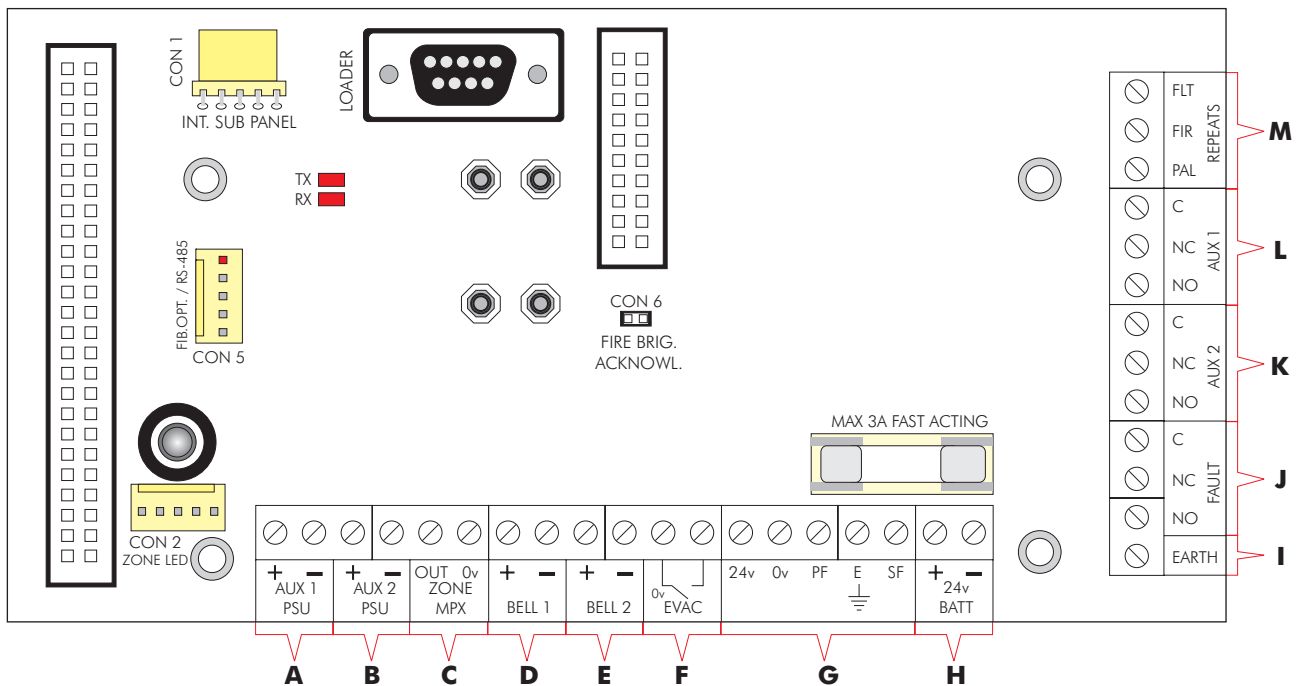 CON 1
INT. SUB PANEL
LOADER
TX
RX
FIB.OPT. / RS-485
CON 5
CON 6
FIRE BRIG.
ACKNOWL.
MAX 3A FAST ACTING
CON 2
ZONE LED
FLT
FIR
PAL
REPEATS
M
C
NC
NO
AUX 1
L
C
NC
NO
AUX 2
K
C
NC
NO
FAULT
J
EARTH
I
+ −
AUX 1
PSU
+ −
AUX 2
PSU
OUT 0v
ZONE
MPX
+ −
BELL 1
+ −
BELL 2
0v
EVAC
24v 0v PF E SF
+ −
24v
BATT
A B C D E F G H